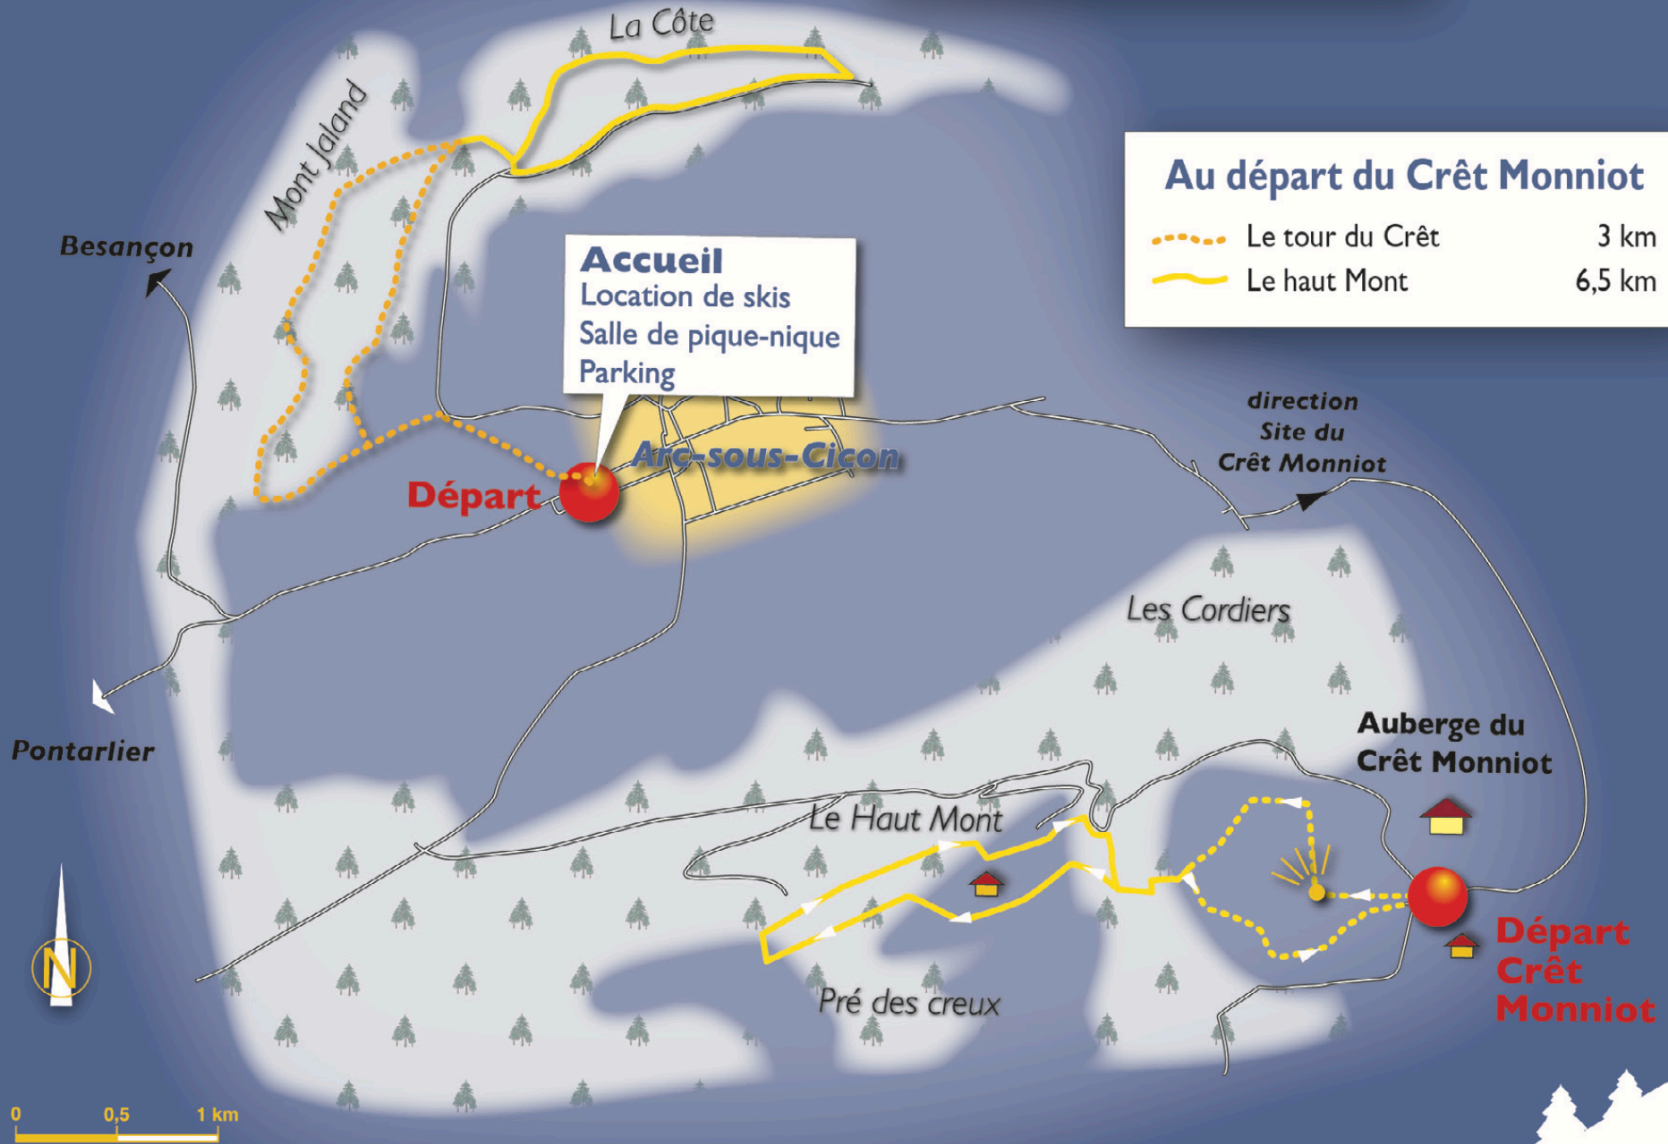 La Côte
Mont Jaland
Au départ du Crêt Monniot
Le tour du Crêt 3 km
Le haut Mont 6,5 km
Besançon
Accueil
Location de skis
Salle de pique-nique
Parking
direction
Site du
Crêt Monniot
Arc-sous-Cicon
Départ
Les Cordiers
Pontarlier
Auberge du
Crêt Monniot
Le Haut Mont
Départ
Crêt
Monniot
Pré des creux
N
0 0,5 1 km